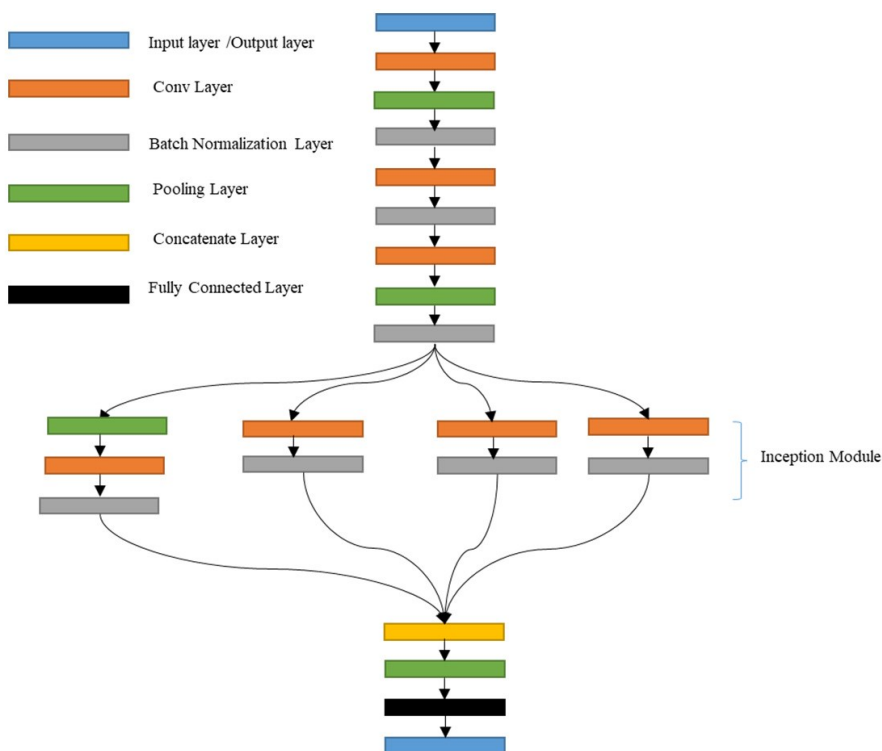 Input layer /Output layer
Conv Layer
Batch Normalization Layer
Pooling Layer
Concatenate Layer
Fully Connected Layer
Inception Module